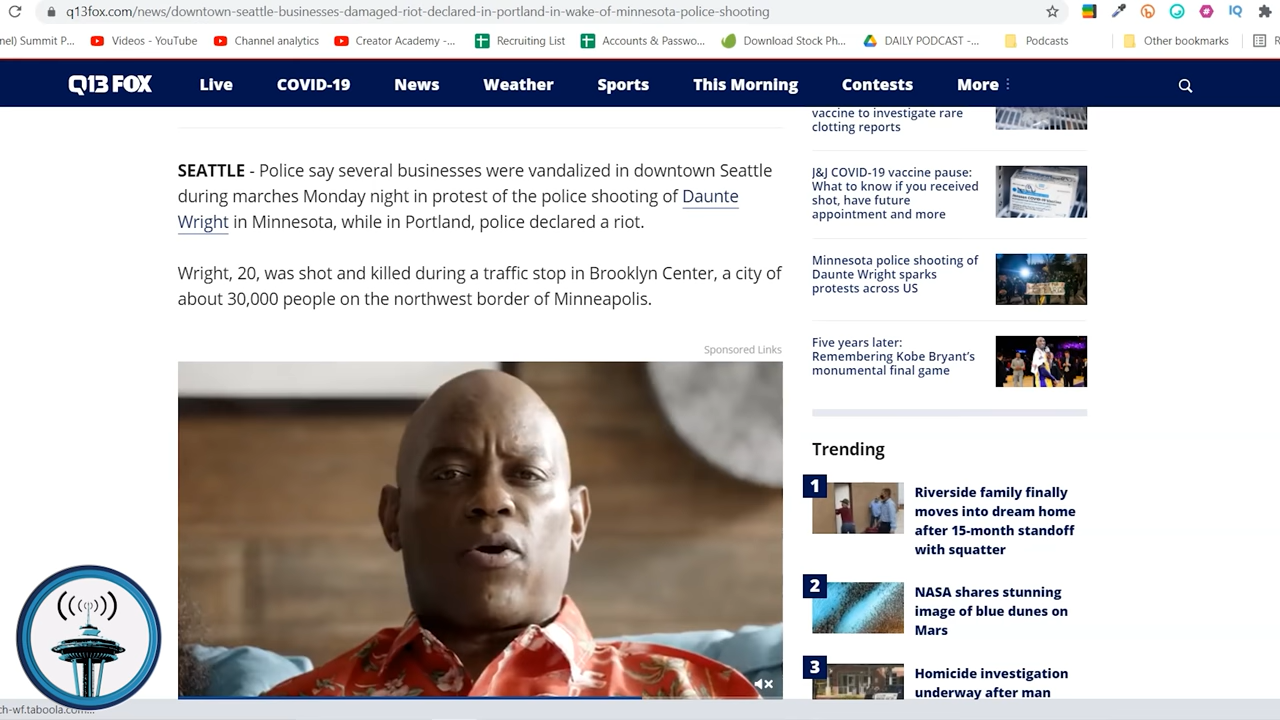 q13fox.com/news/downtown-seattle-businesses-damaged-riot-declared-in-portland-in-wake-of-minnesota-police-shooting
nel) Summit P... Videos - YouTube Channel analytics Creator Academy -... Recruiting List Accounts & Passwo... Download Stock Ph... DAILY PODCAST -... Podcasts Other bookmarks
Q13 FOX Live COVID-19 News Weather Sports This Morning Contests More
SEATTLE - Police say several businesses were vandalized in downtown Seattle
during marches Monday night in protest of the police shooting of Daunte
Wright in Minnesota, while in Portland, police declared a riot.
Wright, 20, was shot and killed during a traffic stop in Brooklyn Center, a city of
about 30,000 people on the northwest border of Minneapolis.
Sponsored Links
vaccine to investigate rare
clotting reports
J&J COVID-19 vaccine pause:
What to know if you received
shot, have future
appointment and more
Minnesota police shooting of
Daunte Wright sparks
protests across US
Five years later:
Remembering Kobe Bryant's
monumental final game
Trending
1
Riverside family finally
moves into dream home
after 15-month standoff
with squatter
2
NASA shares stunning
image of blue dunes on
Mars
3
Homicide investigation
underway after man
ch-wf.taboola.com...